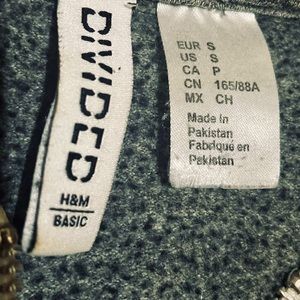 DIVIDED
H&M
BASIC
EUR S
US S
CA P
CN 165/88A
MX CH
Made in
Pakistan
Fabriqué en
Pakistan